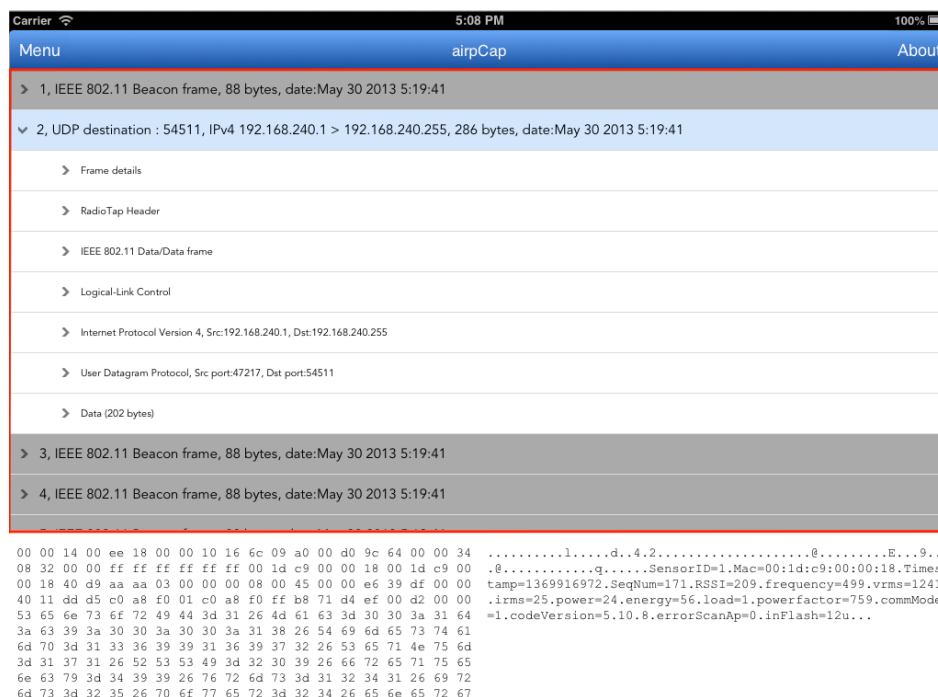 Carrier 5:08 PM 100%
Menu airpCap About
1, IEEE 802.11 Beacon frame, 88 bytes, date:May 30 2013 5:19:41
2, UDP destination : 54511, IPv4 192.168.240.1 > 192.168.240.255, 286 bytes, date:May 30 2013 5:19:41
Frame details
RadioTap Header
IEEE 802.11 Data/Data frame
Logical-Link Control
Internet Protocol Version 4, Src:192.168.240.1, Dst:192.168.240.255
User Datagram Protocol, Src port:47217, Dst port:54511
Data (202 bytes)
3, IEEE 802.11 Beacon frame, 88 bytes, date:May 30 2013 5:19:41
4, IEEE 802.11 Beacon frame, 88 bytes, date:May 30 2013 5:19:41
00 00 14 00 ee 18 00 00 10 16 6c 09 a0 00 d0 9c 64 00 00 34 ..........l.....d..4.2...................@.........E...9..
08 32 00 00 ff ff ff ff ff ff 00 1d c9 00 00 18 00 1d c9 00 .@............q......SensorID=1.Mac=00:1d:c9:00:00:18.Times
00 18 40 d9 aa aa 03 00 00 00 08 00 45 00 00 e6 39 df 00 00 tamp=1369916972.SeqNum=171.RSSI=209.frequency=499.vrms=1241
40 11 dd d5 c0 a8 f0 01 c0 a8 f0 ff b8 71 d4 ef 00 d2 00 00 .irms=25.power=24.energy=56.load=1.powerfactor=759.commMode
53 65 6e 73 6f 72 49 44 3d 31 26 4d 61 63 3d 30 30 3a 31 64 =1.codeVersion=5.10.8.errorScanAp=0.inFlash=12u...
3a 63 39 3a 30 30 3a 30 30 3a 31 38 26 54 69 6d 65 73 74 61
6d 70 3d 31 33 36 39 39 31 36 39 37 32 26 53 65 71 4e 75 6d
3d 31 37 31 26 52 53 53 49 3d 32 30 39 26 66 72 65 71 75 65
6e 63 79 3d 34 39 39 26 76 72 6d 73 3d 31 32 34 31 26 69 72
6d 73 3d 32 35 26 70 6f 77 65 72 3d 32 34 26 65 6e 65 72 67